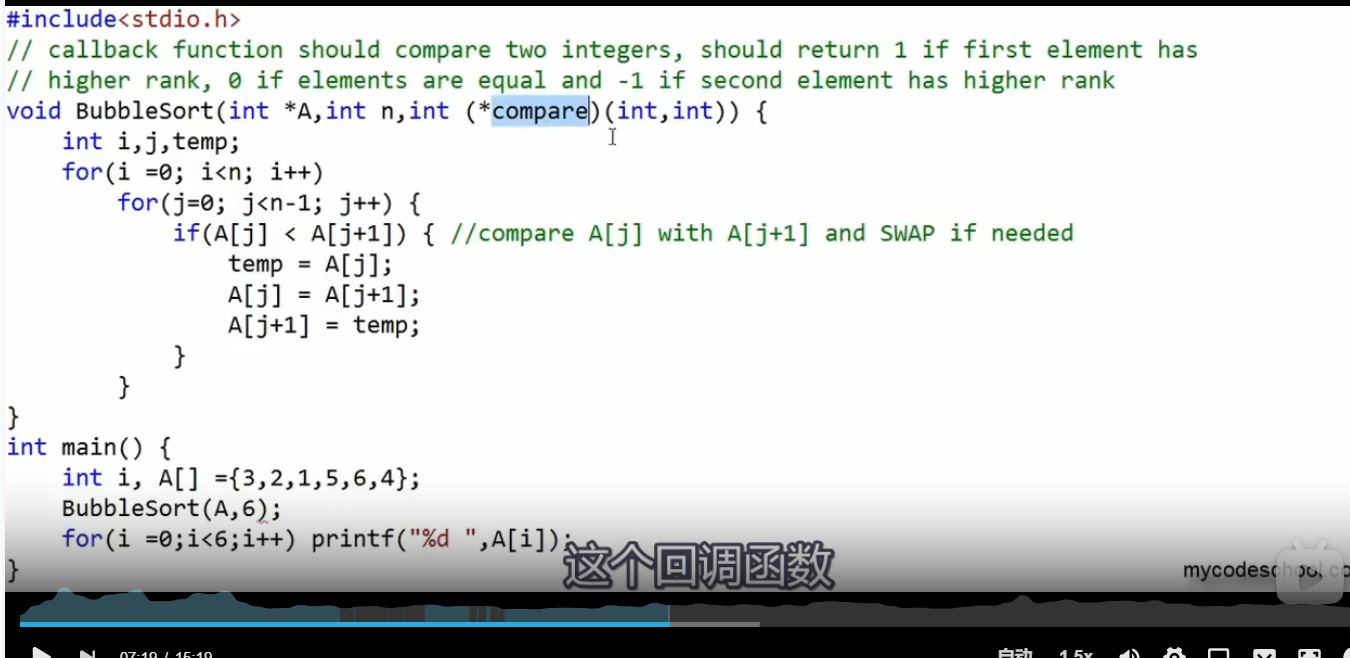 #include<stdio.h>
// callback function should compare two integers, should return 1 if first element has
// higher rank, 0 if elements are equal and -1 if second element has higher rank
void BubbleSort(int *A,int n,int (*compare)(int,int)) {
    int i,j,temp;
    for(i =0; i<n; i++)
        for(j=0; j<n-1; j++) {
            if(A[j] < A[j+1]) { //compare A[j] with A[j+1] and SWAP if needed
                temp = A[j];
                A[j] = A[j+1];
                A[j+1] = temp;
            }
        }
}
int main() {
    int i, A[] ={3,2,1,5,6,4};
    BubbleSort(A,6);
    for(i =0;i<6;i++) printf("%d ",A[i]);
}
这个回调函数
mycodeschool.co
07:19 / 15:19
自动 1.5x